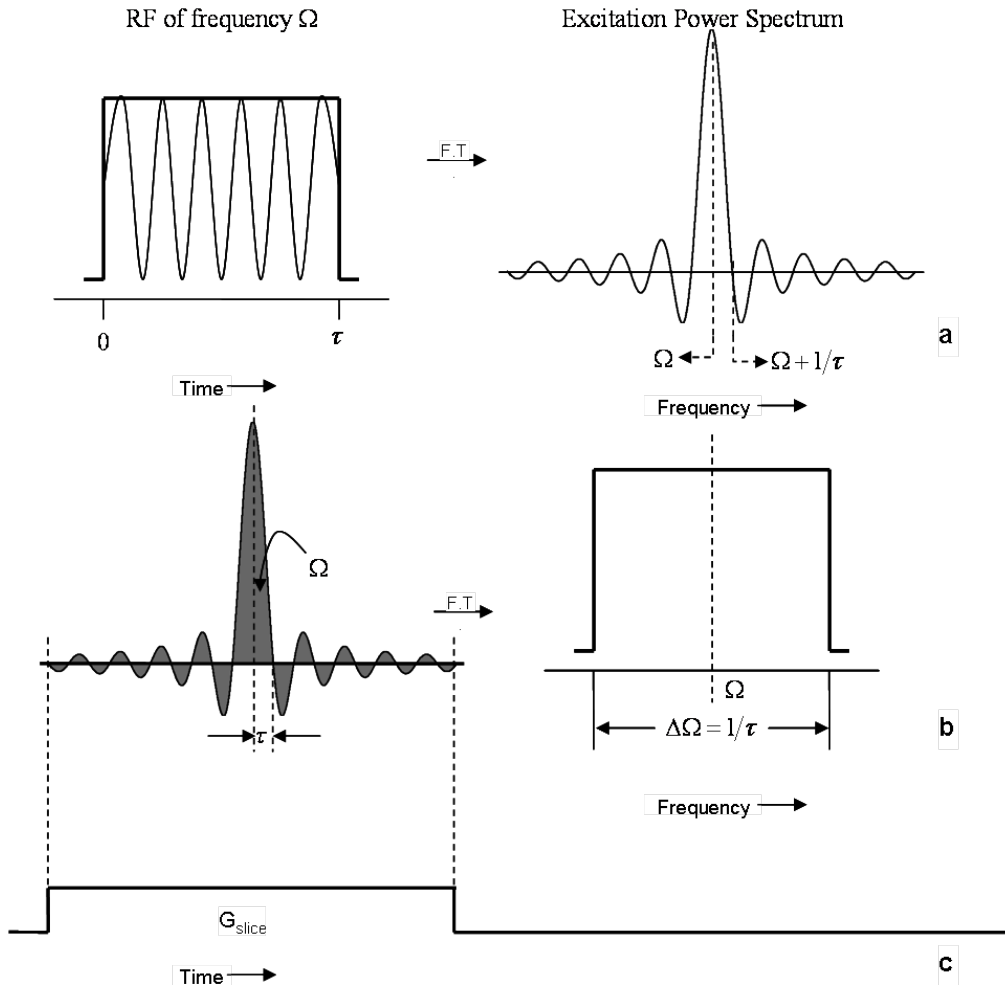 RF of frequency Ω
Excitation Power Spectrum
F.T
0
τ
Ω
Ω + 1/τ
a
Time
Frequency
Ω
F.T
τ
Ω
ΔΩ = 1/τ
b
Frequency
G_slice
Time
c